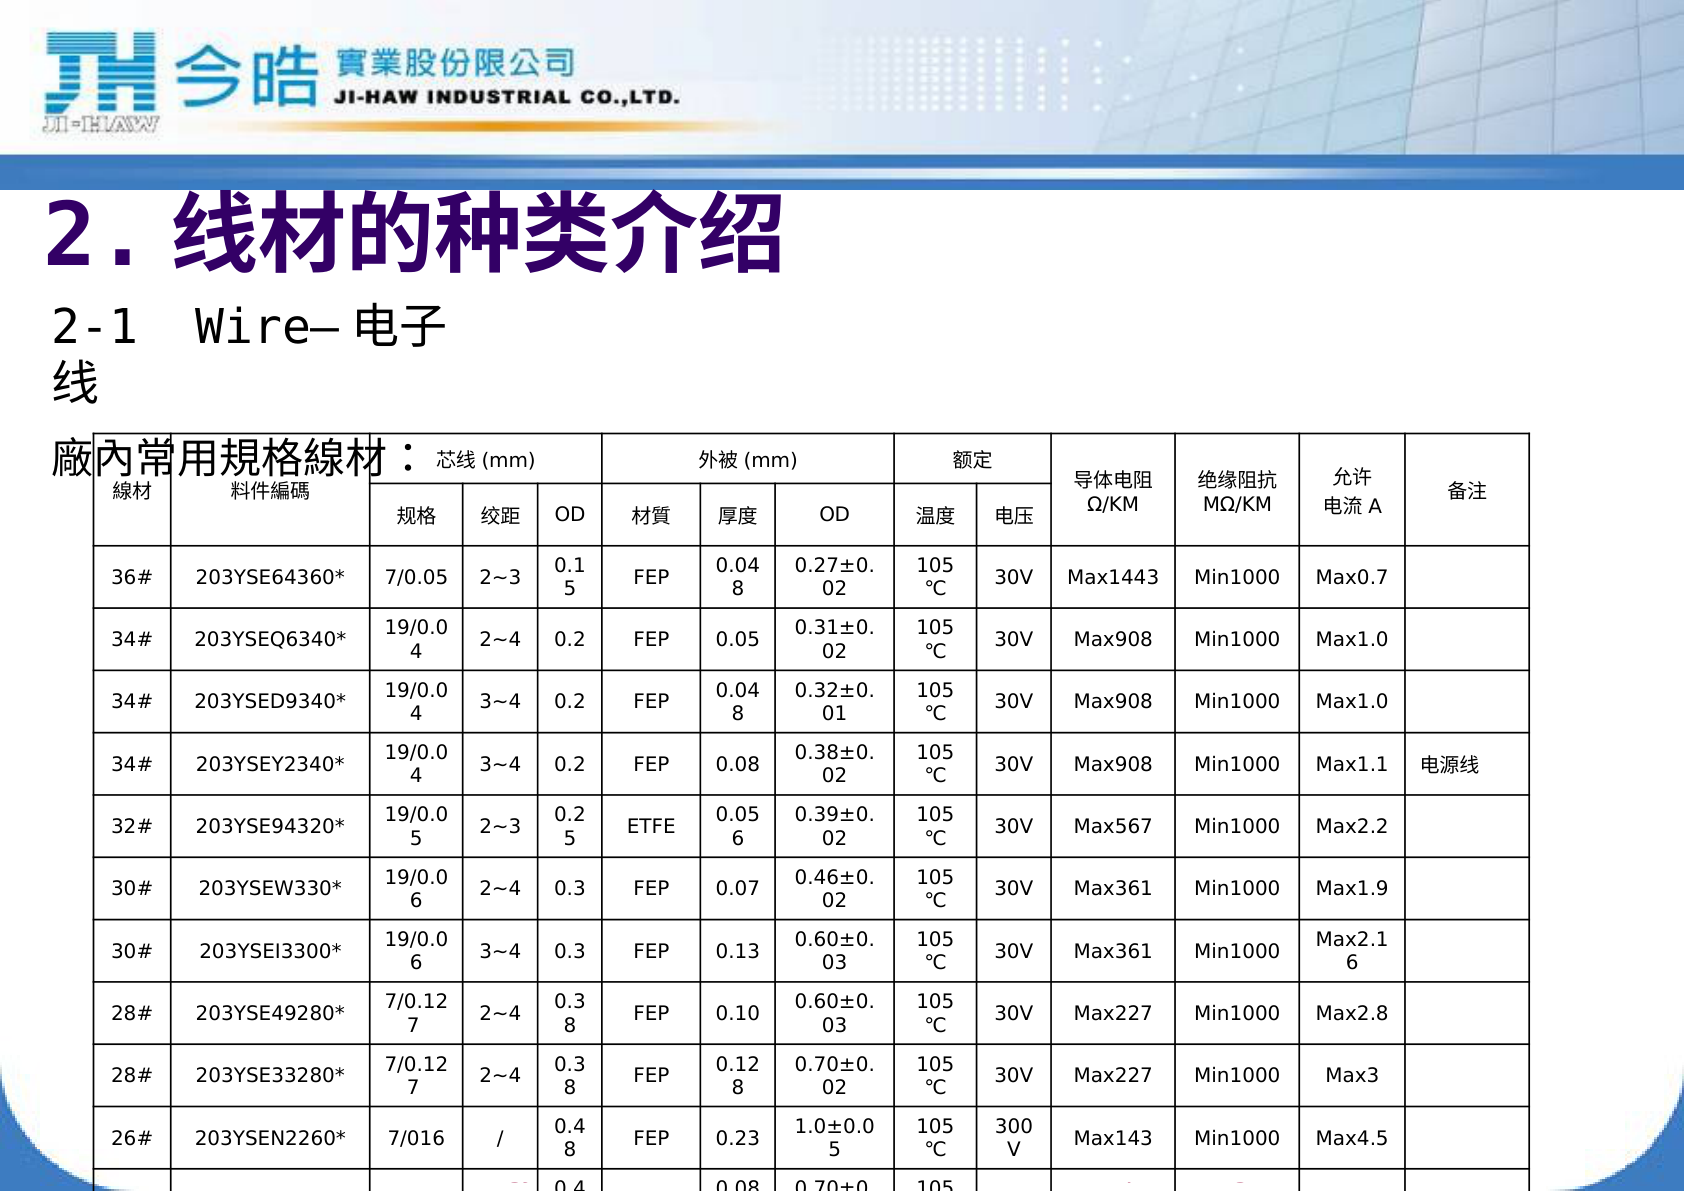 今皓 實業股份限公司
JI-HAW INDUSTRIAL CO.,LTD.
JI-HAW
2. 线材的种类介绍
2-1 Wire— 电子
线
廠內常用規格線材：
線材 料件編碼 芯线 (mm) 外被 (mm) 额定 导体电阻 Ω/KM 绝缘阻抗 MΩ/KM 允许 电流 A 备注
规格 绞距 OD 材質 厚度 OD 温度 电压
36# 203YSE64360* 7/0.05 2~3 0.15 FEP 0.048 0.27±0.02 105℃ 30V Max1443 Min1000 Max0.7
34# 203YSEQ6340* 19/0.04 2~4 0.2 FEP 0.05 0.31±0.02 105℃ 30V Max908 Min1000 Max1.0
34# 203YSED9340* 19/0.04 3~4 0.2 FEP 0.048 0.32±0.01 105℃ 30V Max908 Min1000 Max1.0
34# 203YSEY2340* 19/0.04 3~4 0.2 FEP 0.08 0.38±0.02 105℃ 30V Max908 Min1000 Max1.1 电源线
32# 203YSE94320* 19/0.05 2~3 0.25 ETFE 0.056 0.39±0.02 105℃ 30V Max567 Min1000 Max2.2
30# 203YSEW330* 19/0.06 2~4 0.3 FEP 0.07 0.46±0.02 105℃ 30V Max361 Min1000 Max1.9
30# 203YSEI3300* 19/0.06 3~4 0.3 FEP 0.13 0.60±0.03 105℃ 30V Max361 Min1000 Max2.16
28# 203YSE49280* 7/0.127 2~4 0.38 FEP 0.10 0.60±0.03 105℃ 30V Max227 Min1000 Max2.8
28# 203YSE33280* 7/0.127 2~4 0.38 FEP 0.128 0.70±0.02 105℃ 30V Max227 Min1000 Max3
26# 203YSEN2260* 7/016 / 0.48 FEP 0.23 1.0±0.05 105℃ 300V Max143 Min1000 Max4.5
0.4 0.08 0.70±0. 105